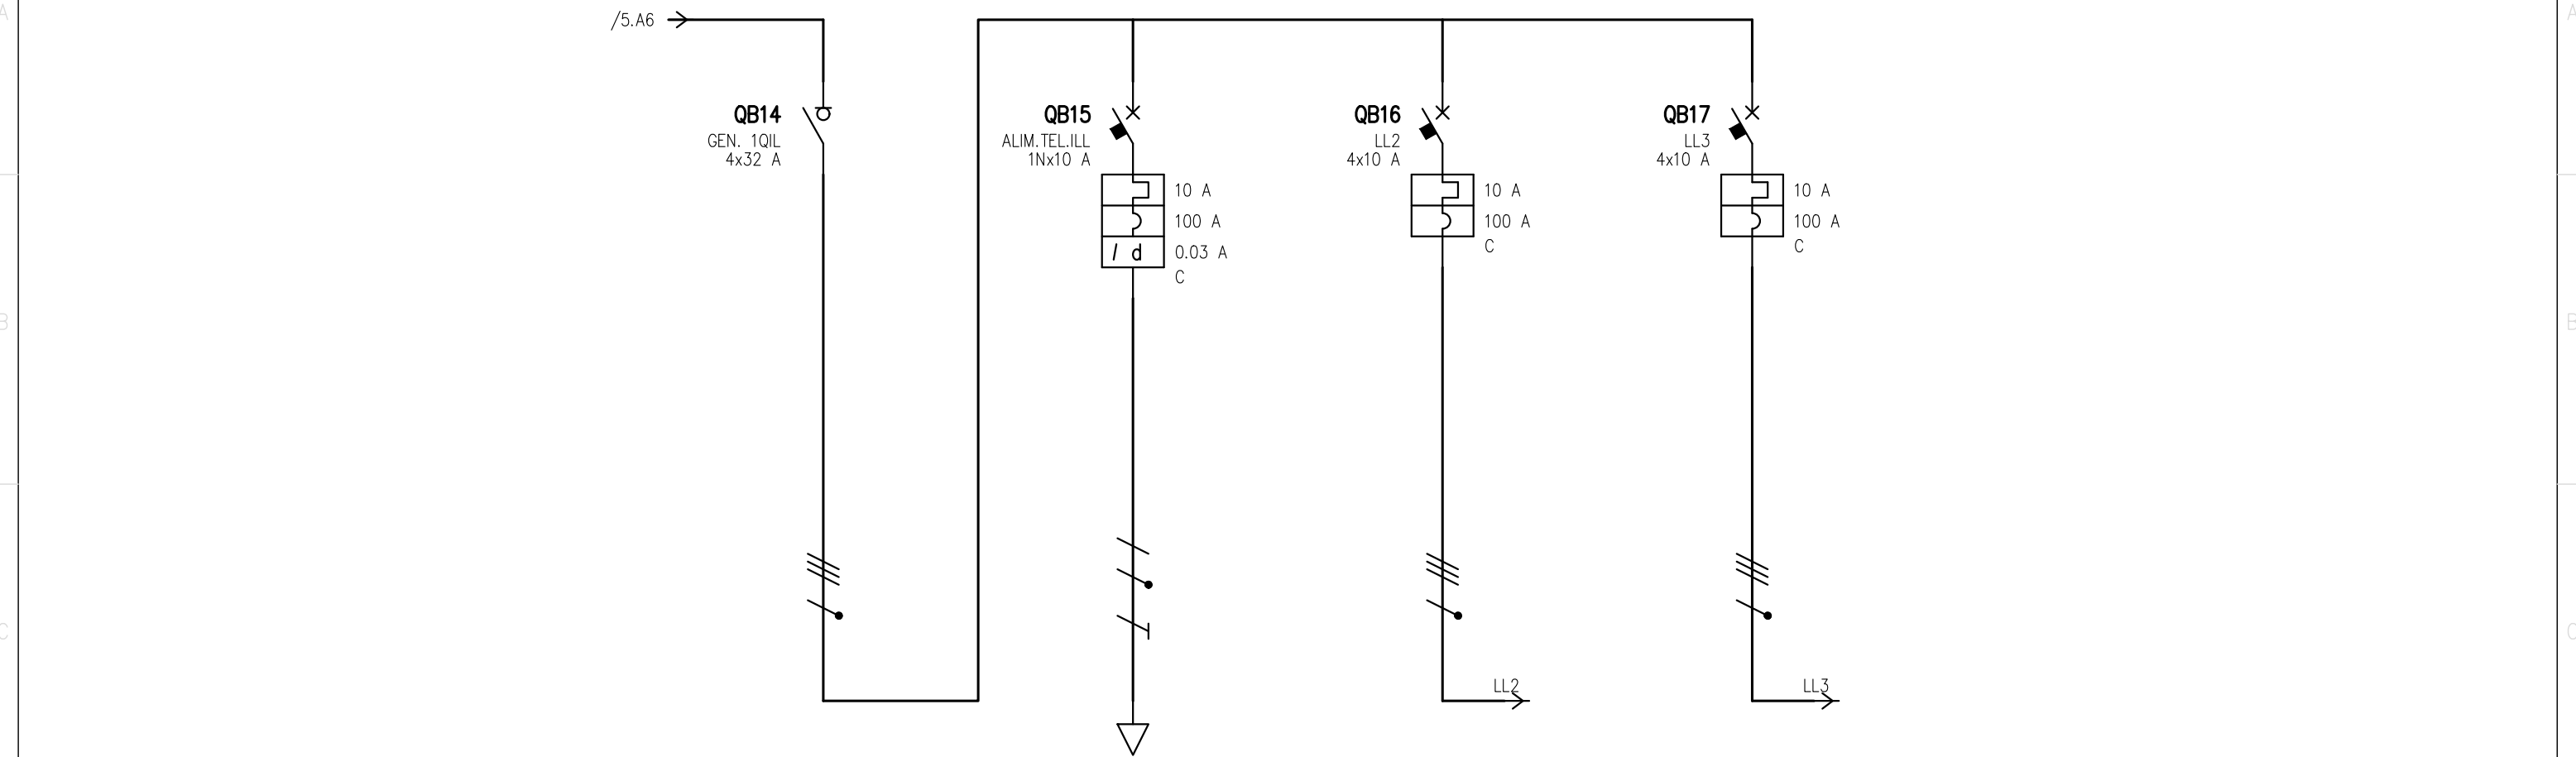 A
A
/5.A6
QB14
GEN. 1QIL
4x32 A
QB15
ALIM.TEL.ILL
1Nx10 A
10 A
100 A
I d
0.03 A
C
QB16
LL2
4x10 A
10 A
100 A
C
QB17
LL3
4x10 A
10 A
100 A
C
B
B
C
C
LL2
LL3